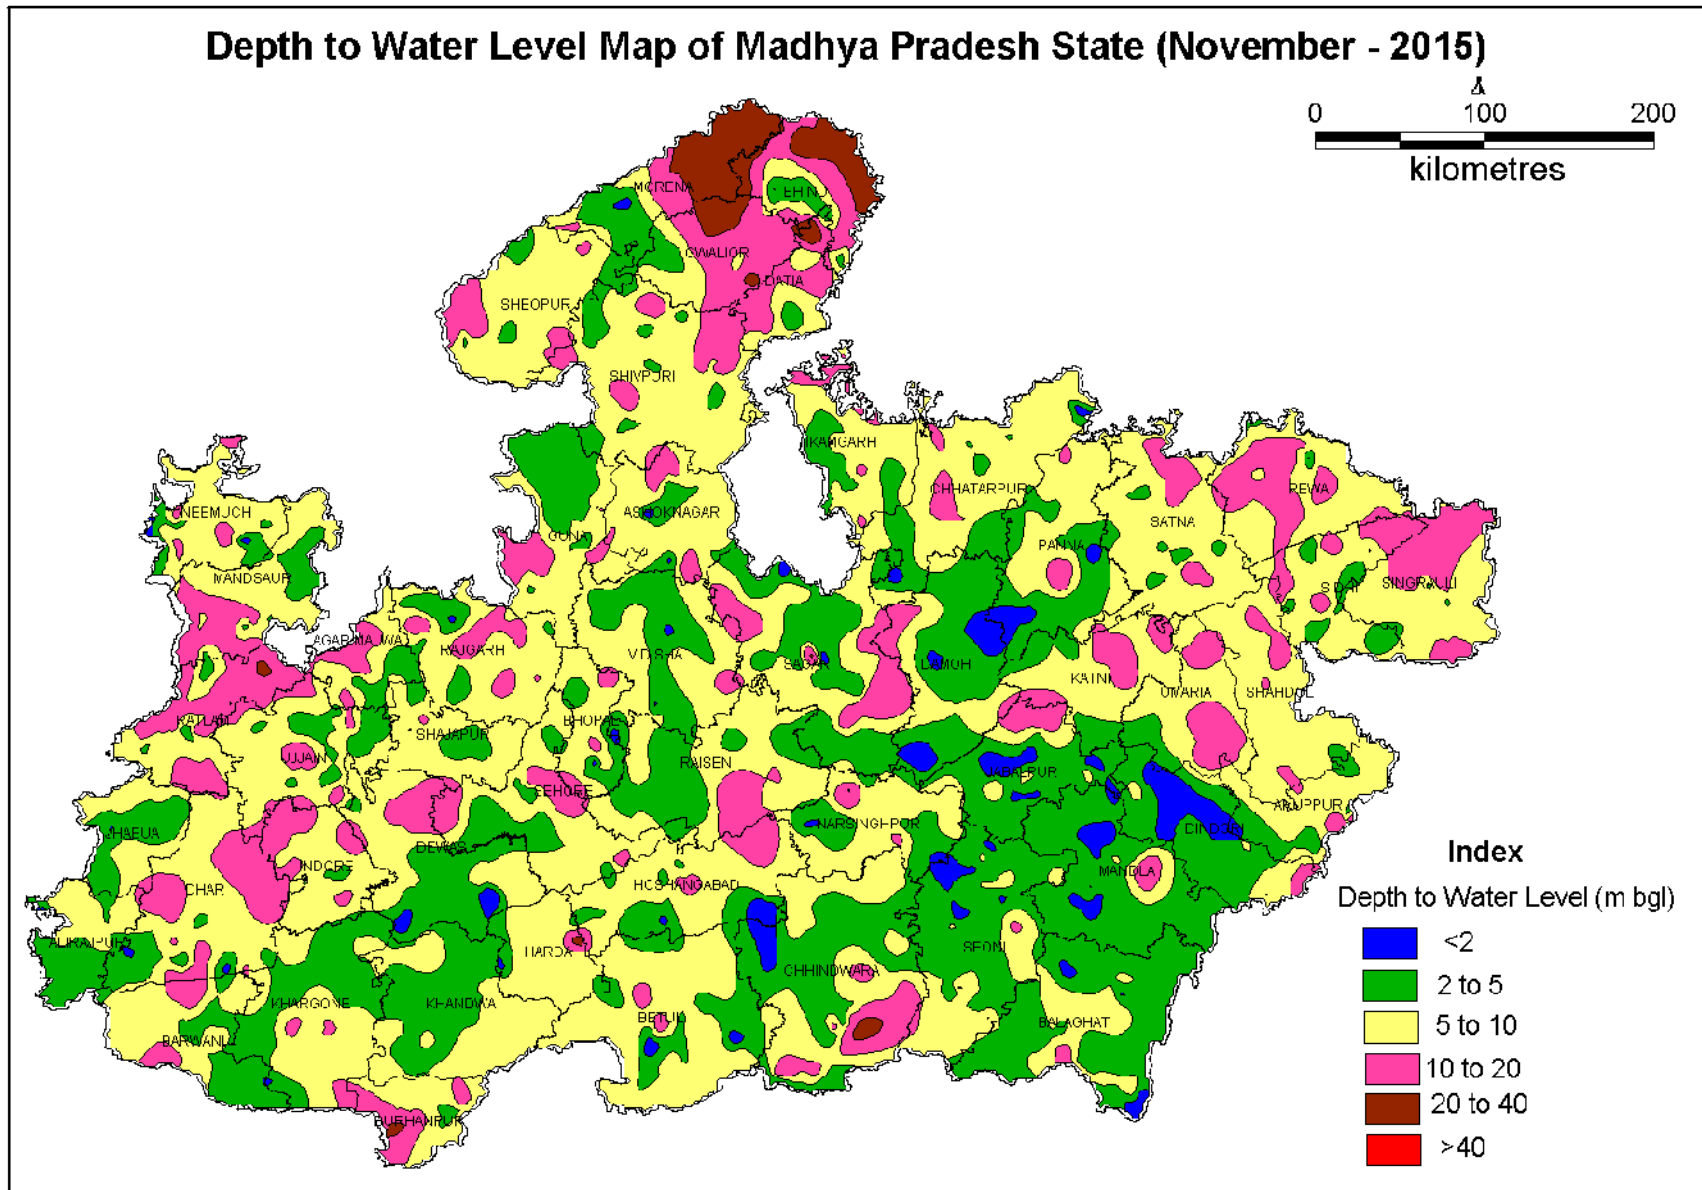 Depth to Water Level Map of Madhya Pradesh State (November - 2015)
0 100 200
kilometres
MORENA
GWALIOR
DATIA
SHEOPUR
SHIVPURI
CHHATARPUR
REWA
NEEMUCH
ASHOKNAGAR
SATNA
GUNA
PANNA
MANDSAUR
SINGRAULI
RAJGARH
VIDISHA
SAGAR
DAMOH
KATNI
UMARIA
SHAHDOL
RATLAM
BHOPAL
SHAJAPUR
UJJAIN
RAISEN
JABALPUR
SEHORE
NARSINGHPUR
DINDORI
DEWAS
INDORE
MANDLA
HOSHANGABAD
HARDA
SEONI
CHHINDWARA
KHARGONE
KHANDWA
BETUL
BALAGHAT
BARWANI
BURHANPUR
Index
Depth to Water Level (m bgl)
<2
2 to 5
5 to 10
10 to 20
20 to 40
>40